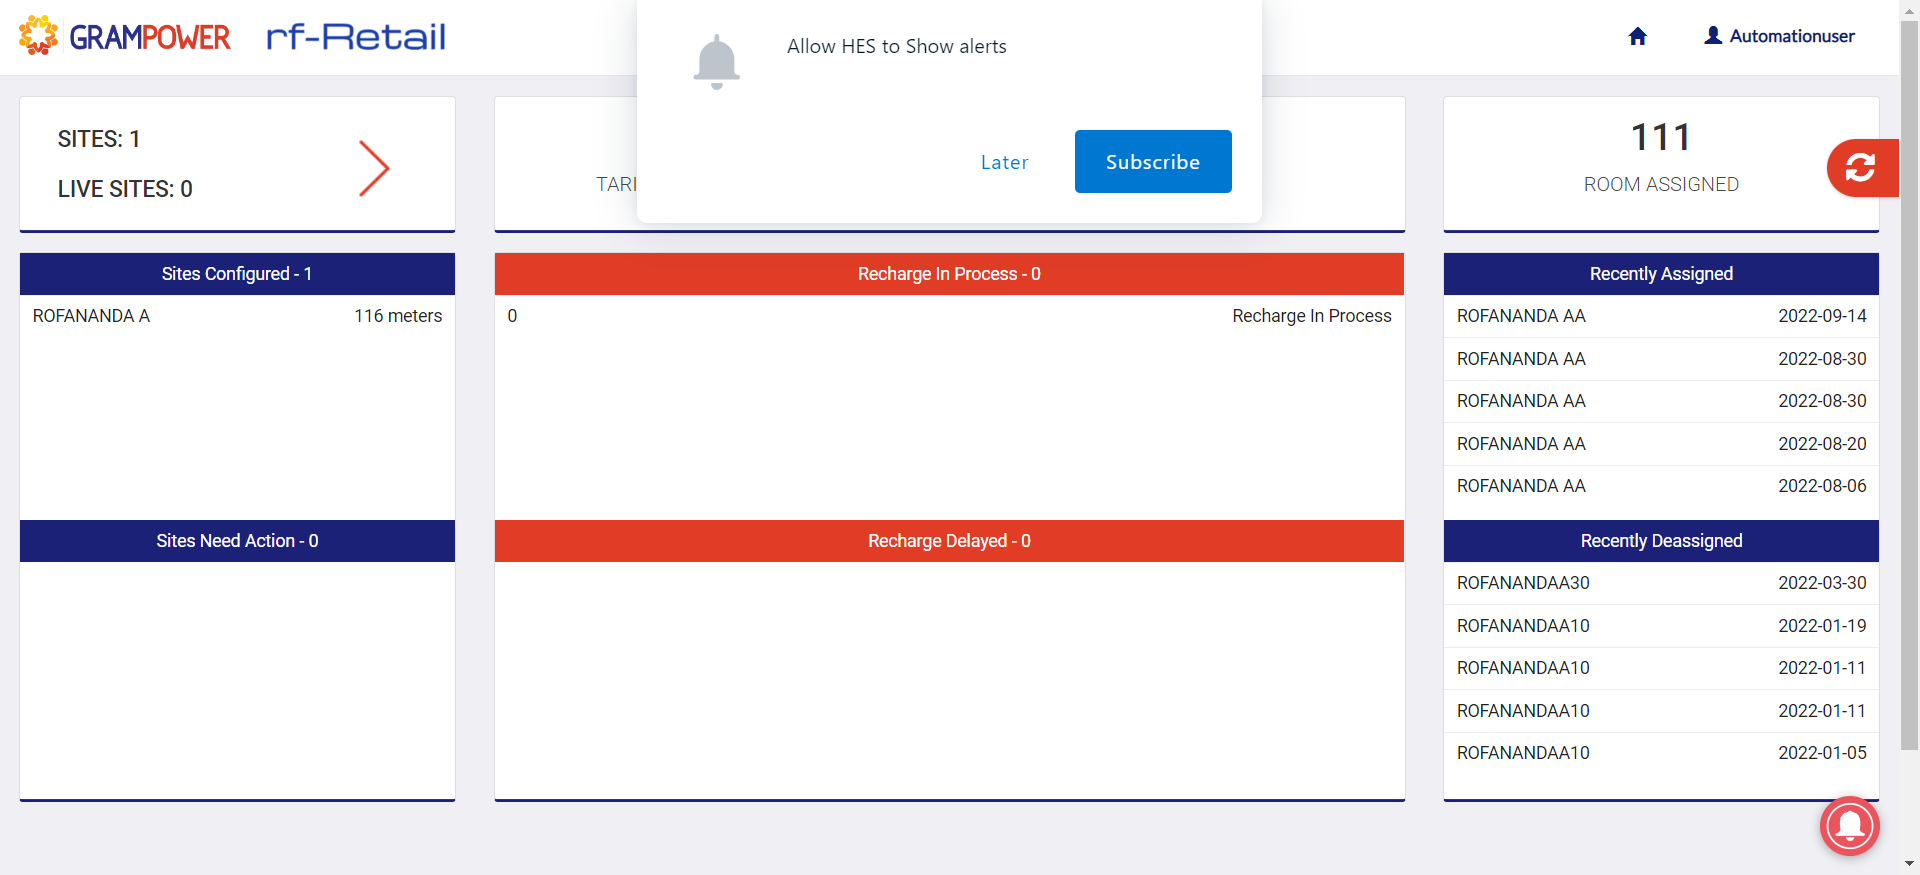 GRAMPOWER rf-Retail
Automationuser
Allow HES to Show alerts
Later
Subscribe
SITES: 1
LIVE SITES: 0
111
ROOM ASSIGNED
Sites Configured - 1
ROFANANDA A 116 meters
Sites Need Action - 0
Recharge In Process - 0
0 Recharge In Process
Recharge Delayed - 0
Recently Assigned
ROFANANDA AA 2022-09-14
ROFANANDA AA 2022-08-30
ROFANANDA AA 2022-08-30
ROFANANDA AA 2022-08-20
ROFANANDA AA 2022-08-06
Recently Deassigned
ROFANANDAA30 2022-03-30
ROFANANDAA10 2022-01-19
ROFANANDAA10 2022-01-11
ROFANANDAA10 2022-01-11
ROFANANDAA10 2022-01-05